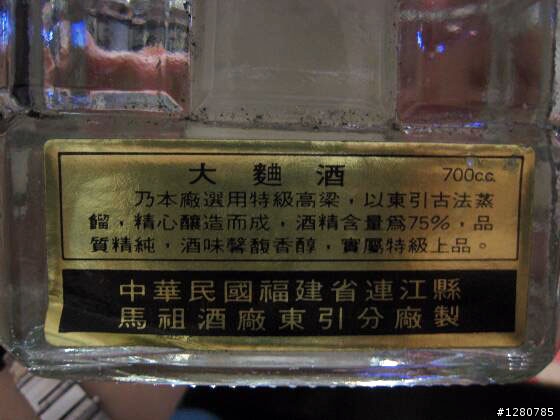 大麯酒 700c.c.
乃本廠選用特級高粱，以東引古法蒸
餾，精心釀造而成，酒精含量爲75%，品
質精純，酒味馨馥香醇，實屬特級上品。
中華民國福建省連江縣
馬祖酒廠東引分廠製
#1280785